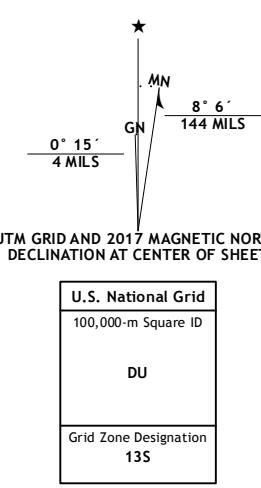 ★
MN
8° 6´
144 MILS
GN
0° 15´
4 MILS
UTM GRID AND 2017 MAGNETIC NOR
DECLINATION AT CENTER OF SHEET
U.S. National Grid
100,000-m Square ID
DU
Grid Zone Designation
13S